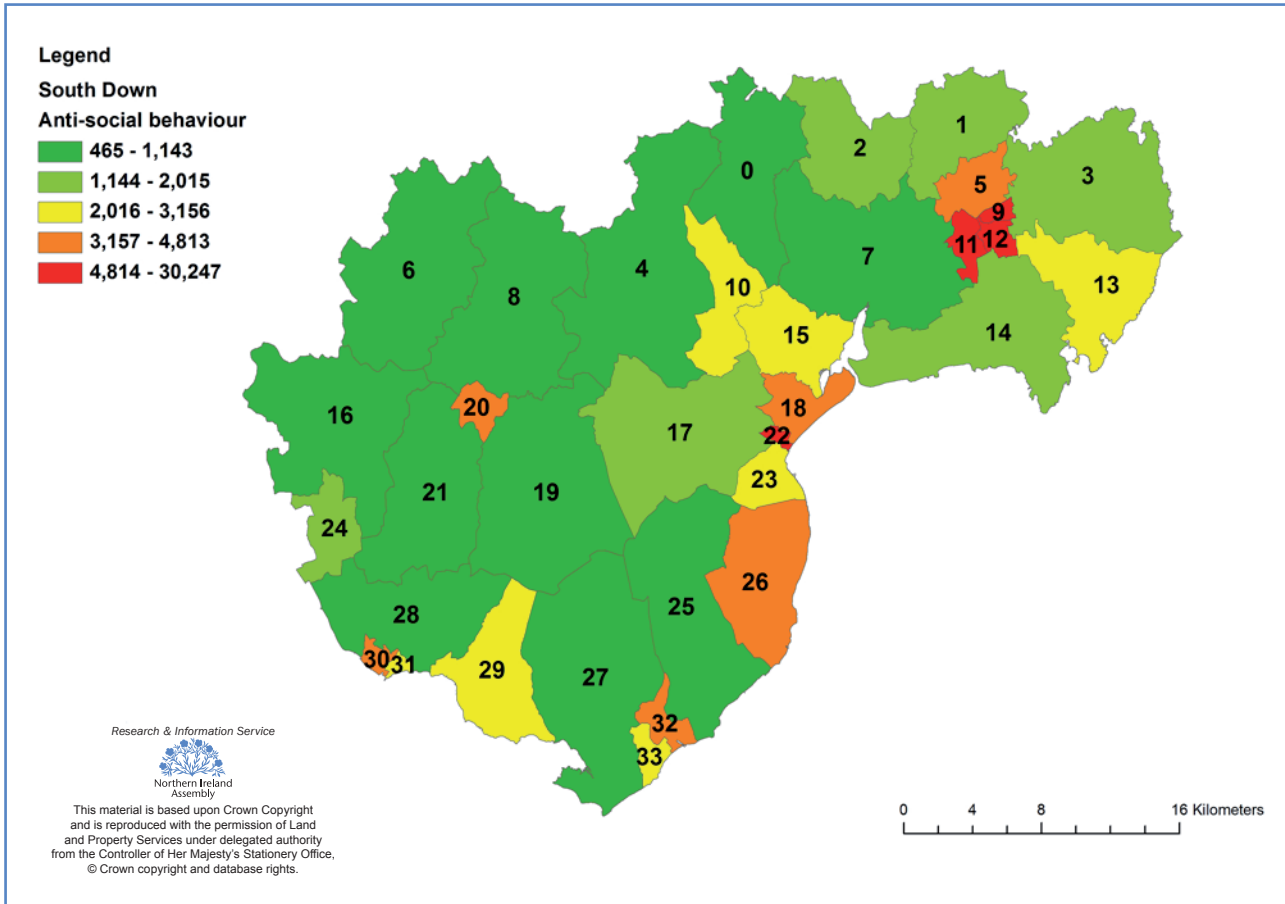 Legend
South Down
Anti-social behaviour
465 - 1,143
1,144 - 2,015
2,016 - 3,156
3,157 - 4,813
4,814 - 30,247
0
1
2
3
4
5
6
7
8
9
10
11
12
13
14
15
16
17
18
19
20
21
22
23
24
25
26
27
28
29
30
31
32
33
Research & Information Service
Northern Ireland
Assembly
This material is based upon Crown Copyright
and is reproduced with the permission of Land
and Property Services under delegated authority
from the Controller of Her Majesty's Stationery Office,
© Crown copyright and database rights.
0 4 8 16 Kilometers